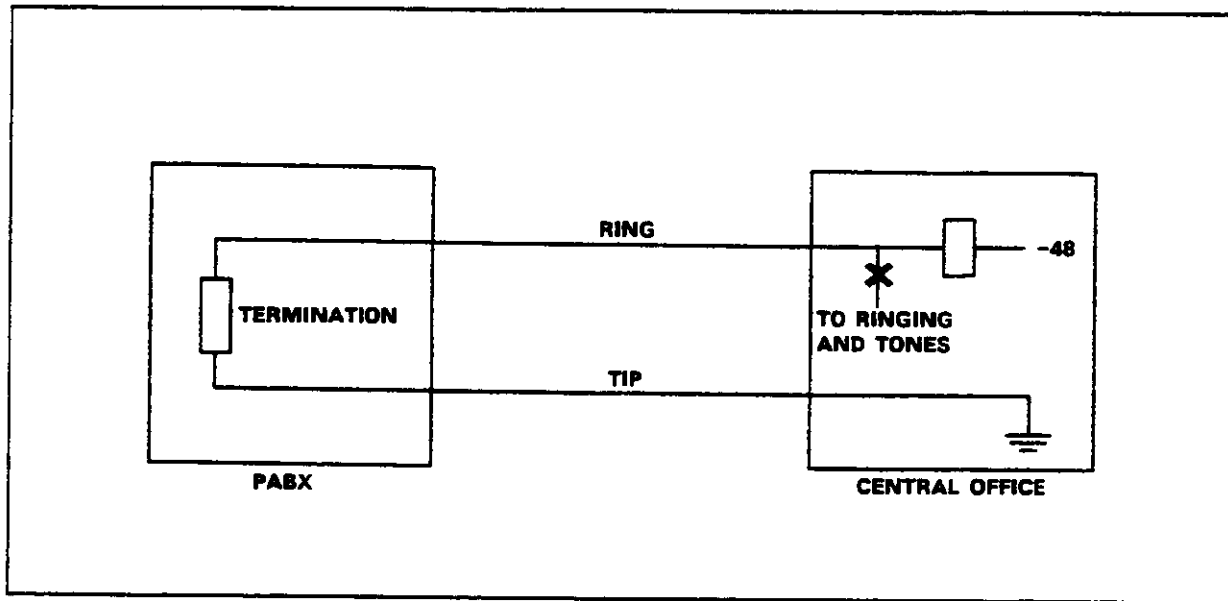 RING
-48
TERMINATION
TO RINGING
AND TONES
TIP
PABX
CENTRAL OFFICE